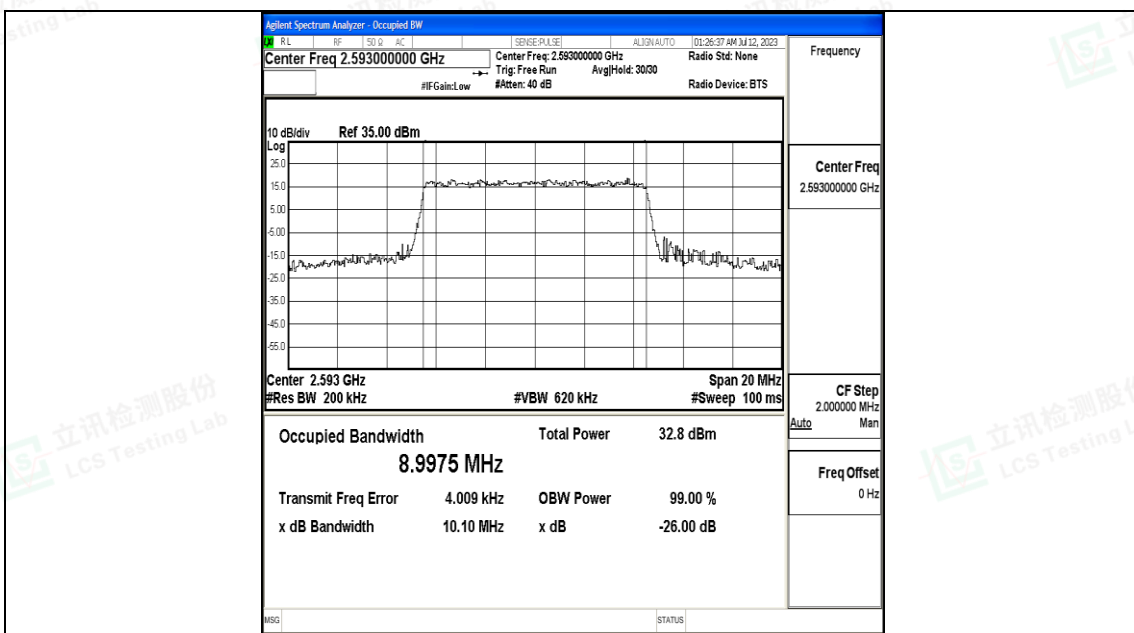 Agilent Spectrum Analyzer - Occupied BW
RL RF 50 Ω AC SENSE:PULSE ALIGN AUTO 01:26:37 AM Jul 12, 2023
Center Freq 2.593000000 GHz
Center Freq: 2.593000000 GHz
Radio Std: None
Trig: Free Run Avg|Hold: 30/30
#IFGain:Low #Atten: 40 dB Radio Device: BTS
10 dB/div Ref 35.00 dBm
Log
25.0
15.0
5.00
-5.00
-15.0
-25.0
-35.0
-45.0
-55.0
Center 2.593 GHz Span 20 MHz
#Res BW 200 kHz #VBW 620 kHz #Sweep 100 ms
Occupied Bandwidth Total Power 32.8 dBm
8.9975 MHz
Transmit Freq Error 4.009 kHz OBW Power 99.00 %
x dB Bandwidth 10.10 MHz x dB -26.00 dB
MSG STATUS
Frequency
Center Freq
2.593000000 GHz
CF Step
2.000000 MHz
Auto Man
Freq Offset
0 Hz
立讯检测股份
LCS Testing Lab
立讯检测股份
LCS Testing L
sting Lab
LCS
立